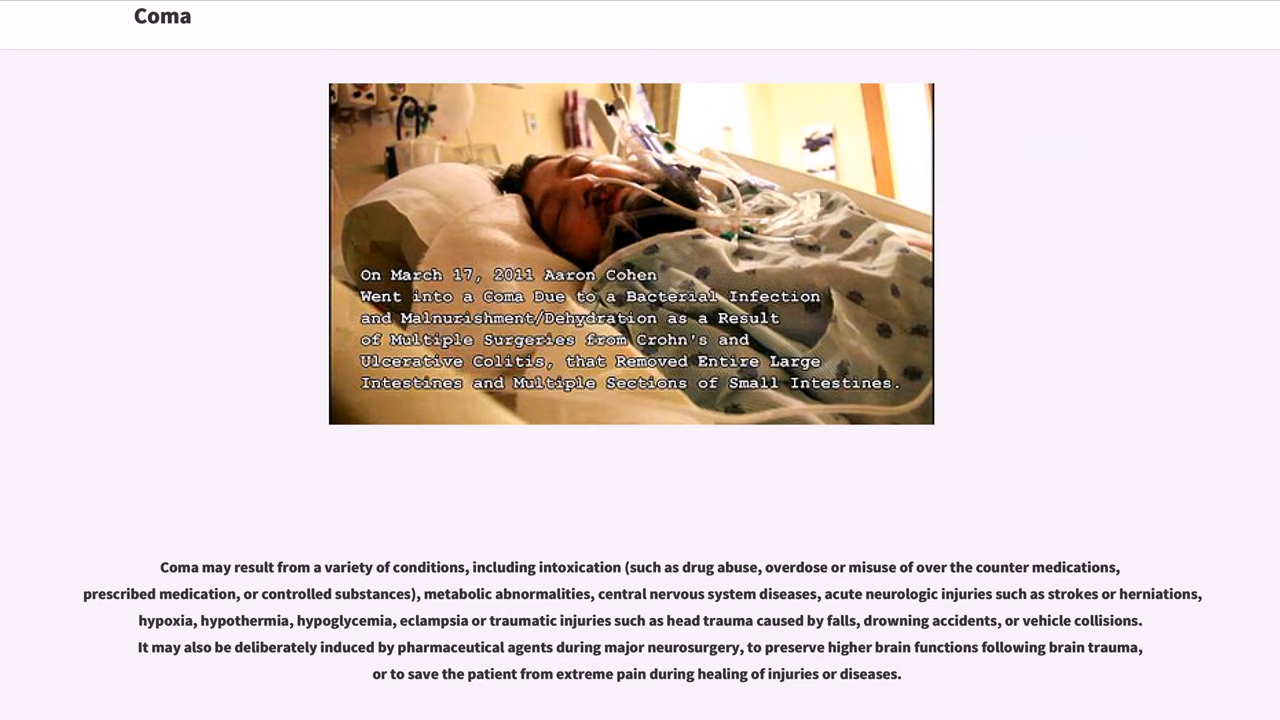 Coma
On March 17, 2011 Aaron Cohen
Went into a Coma Due to a Bacterial Infection
and Malnurishment/Dehydration as a Result
of Multiple Surgeries from Crohn's and
Ulcerative Colitis, that Removed Entire Large
Intestines and Multiple Sections of Small Intestines.
Coma may result from a variety of conditions, including intoxication (such as drug abuse, overdose or misuse of over the counter medications,
prescribed medication, or controlled substances), metabolic abnormalities, central nervous system diseases, acute neurologic injuries such as strokes or herniations,
hypoxia, hypothermia, hypoglycemia, eclampsia or traumatic injuries such as head trauma caused by falls, drowning accidents, or vehicle collisions.
It may also be deliberately induced by pharmaceutical agents during major neurosurgery, to preserve higher brain functions following brain trauma,
or to save the patient from extreme pain during healing of injuries or diseases.